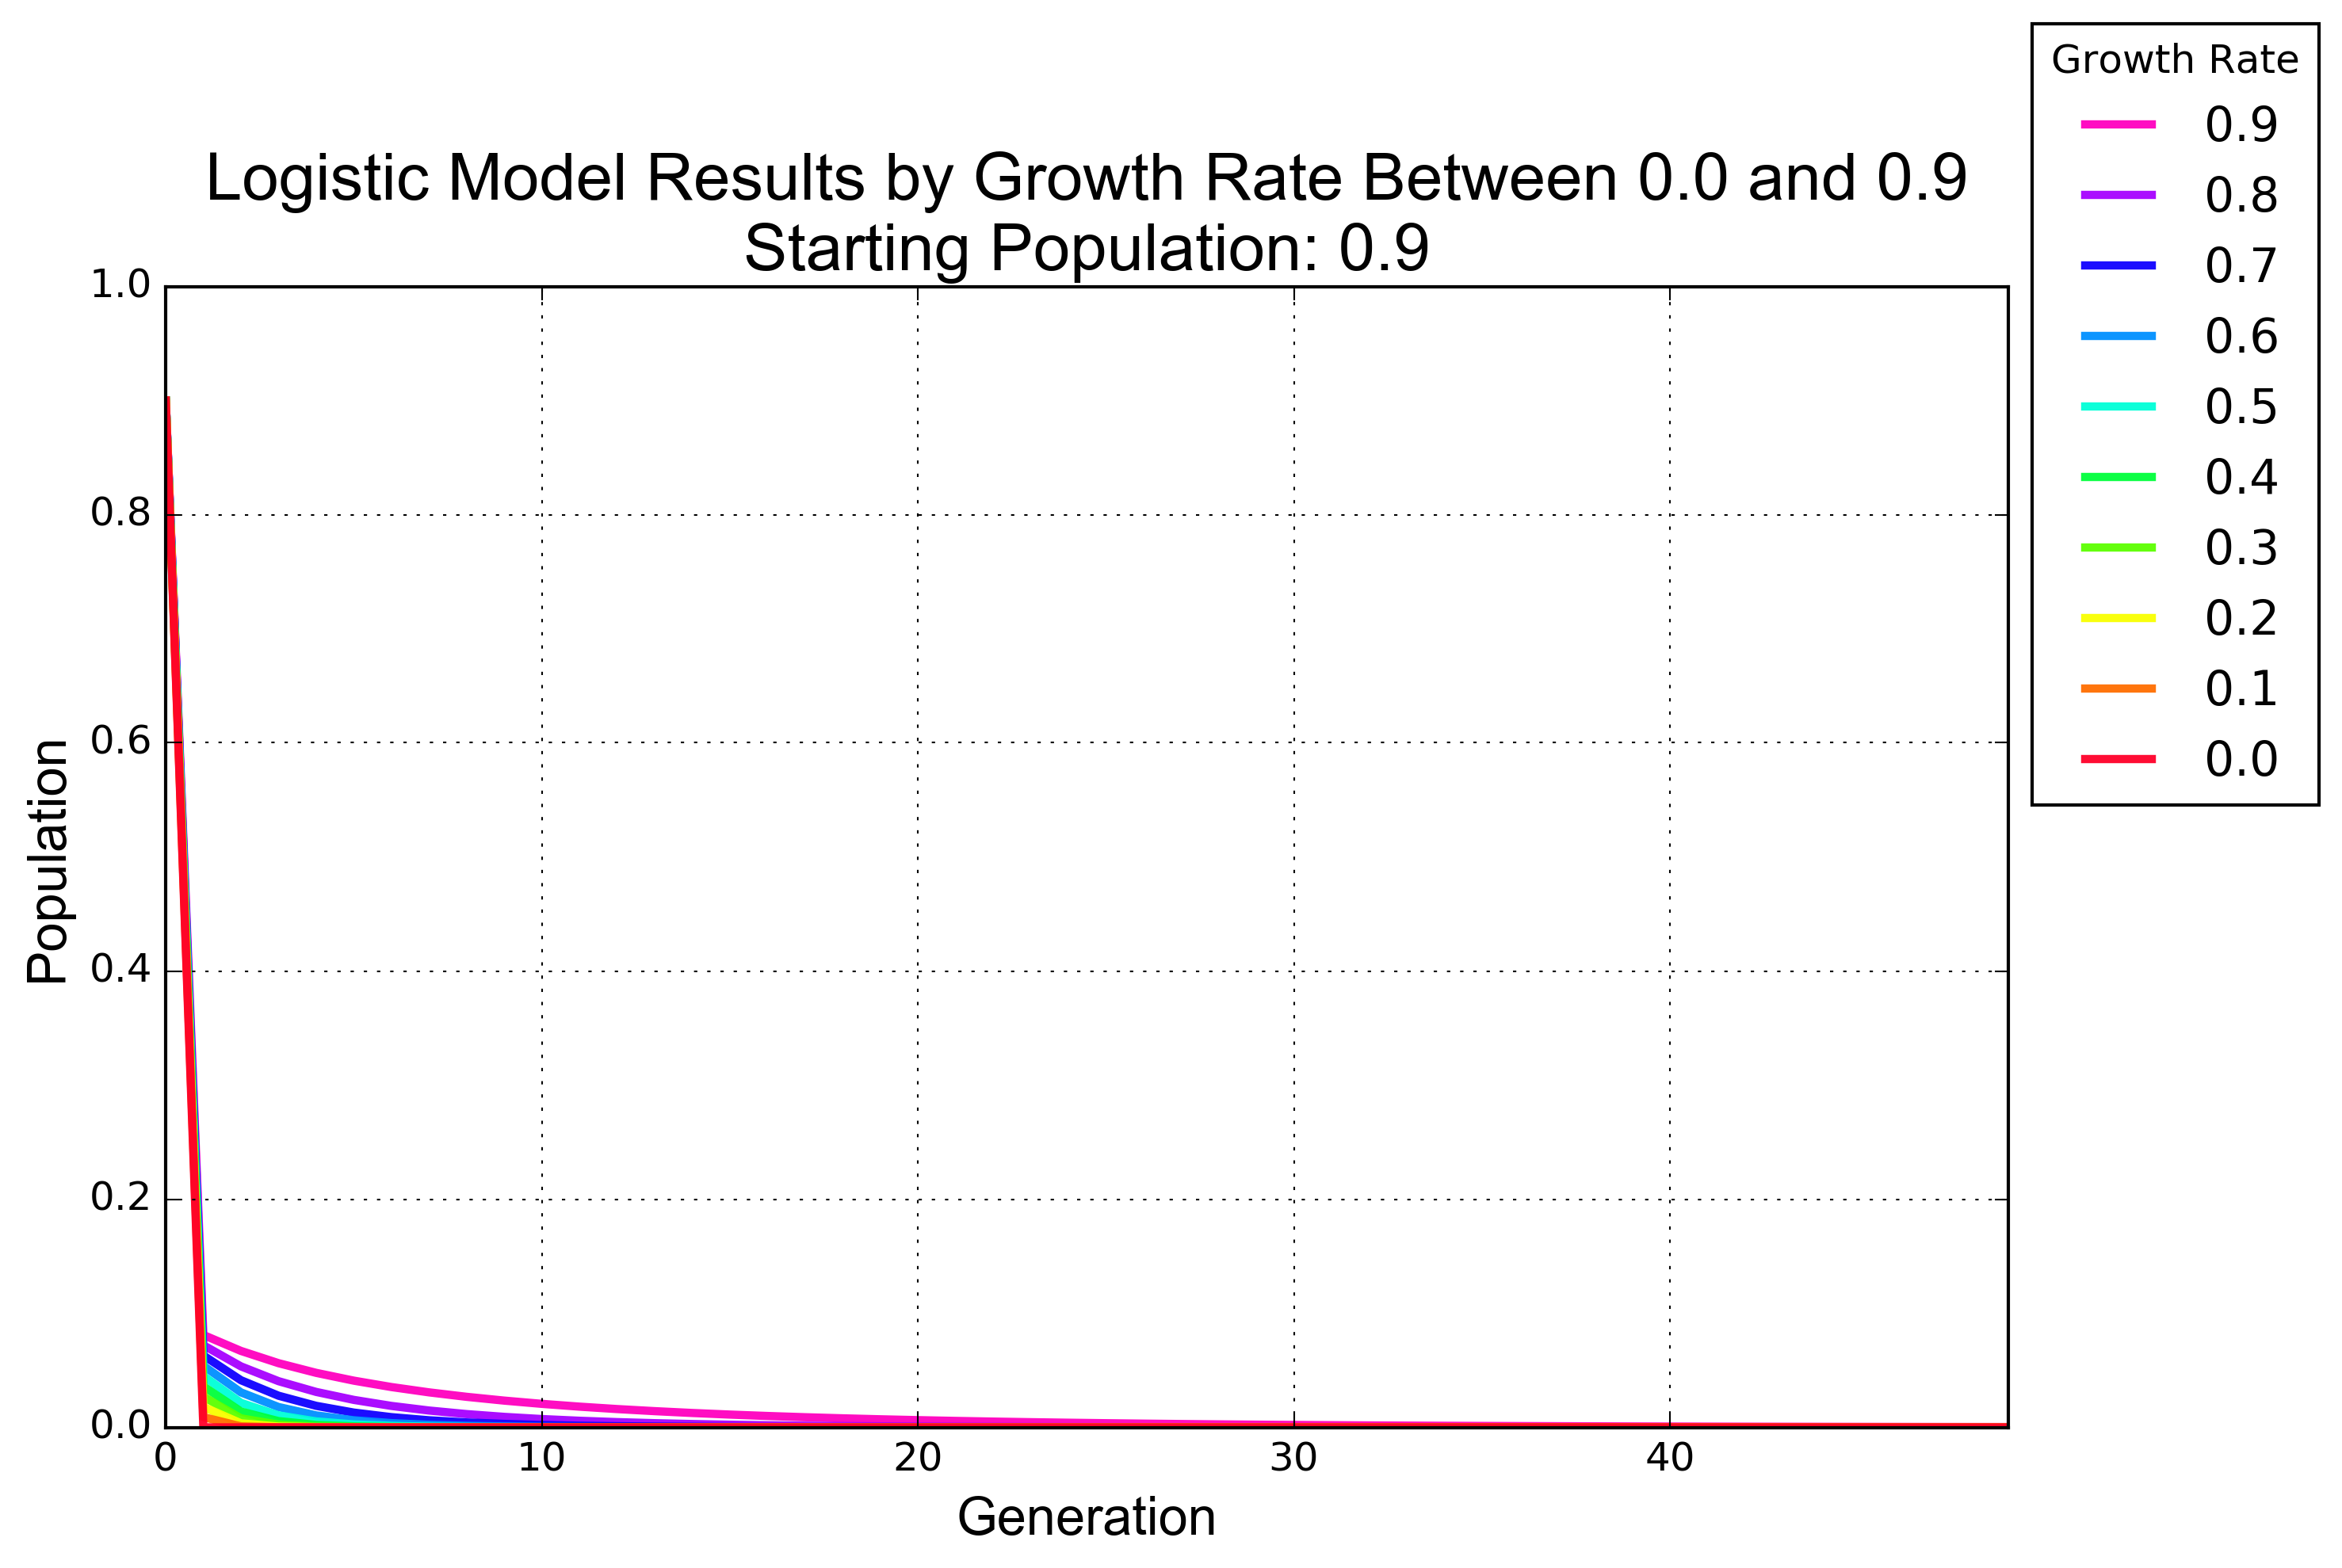 Logistic Model Results by Growth Rate Between 0.0 and 0.9
Starting Population: 0.9
Population
1.0
0.8
0.6
0.4
0.2
0.0
0 10 20 30 40
Generation
Growth Rate
0.9
0.8
0.7
0.6
0.5
0.4
0.3
0.2
0.1
0.0